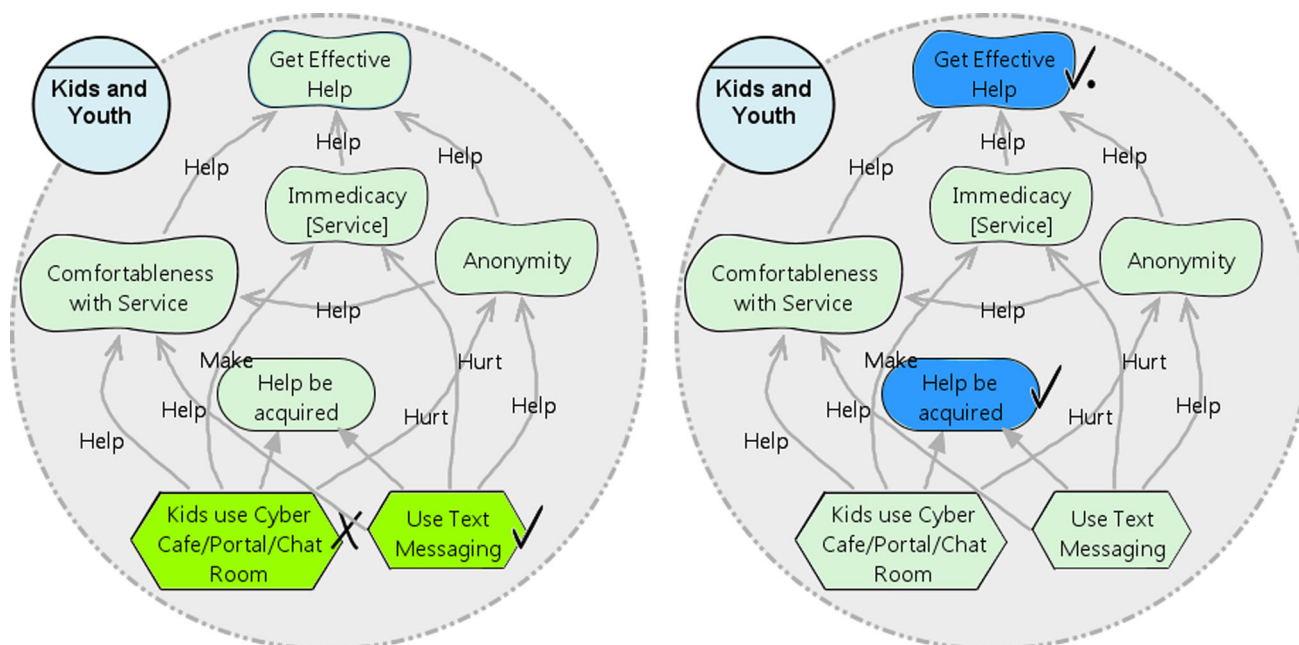 Kids and
Youth
Get Effective
Help
Help
Help
Help
Immedicacy
[Service]
Comfortableness
with Service
Anonymity
Help
Make
Hurt
Help be
acquired
Help
Help
Hurt
Help
Kids use Cyber
Cafe/Portal/Chat
Room
Use Text
Messaging
Kids and
Youth
Get Effective
Help
Help
Help
Help
Immedicacy
[Service]
Comfortableness
with Service
Anonymity
Help
Make
Hurt
Help be
acquired
Help
Help
Hurt
Help
Kids use Cyber
Cafe/Portal/Chat
Room
Use Text
Messaging